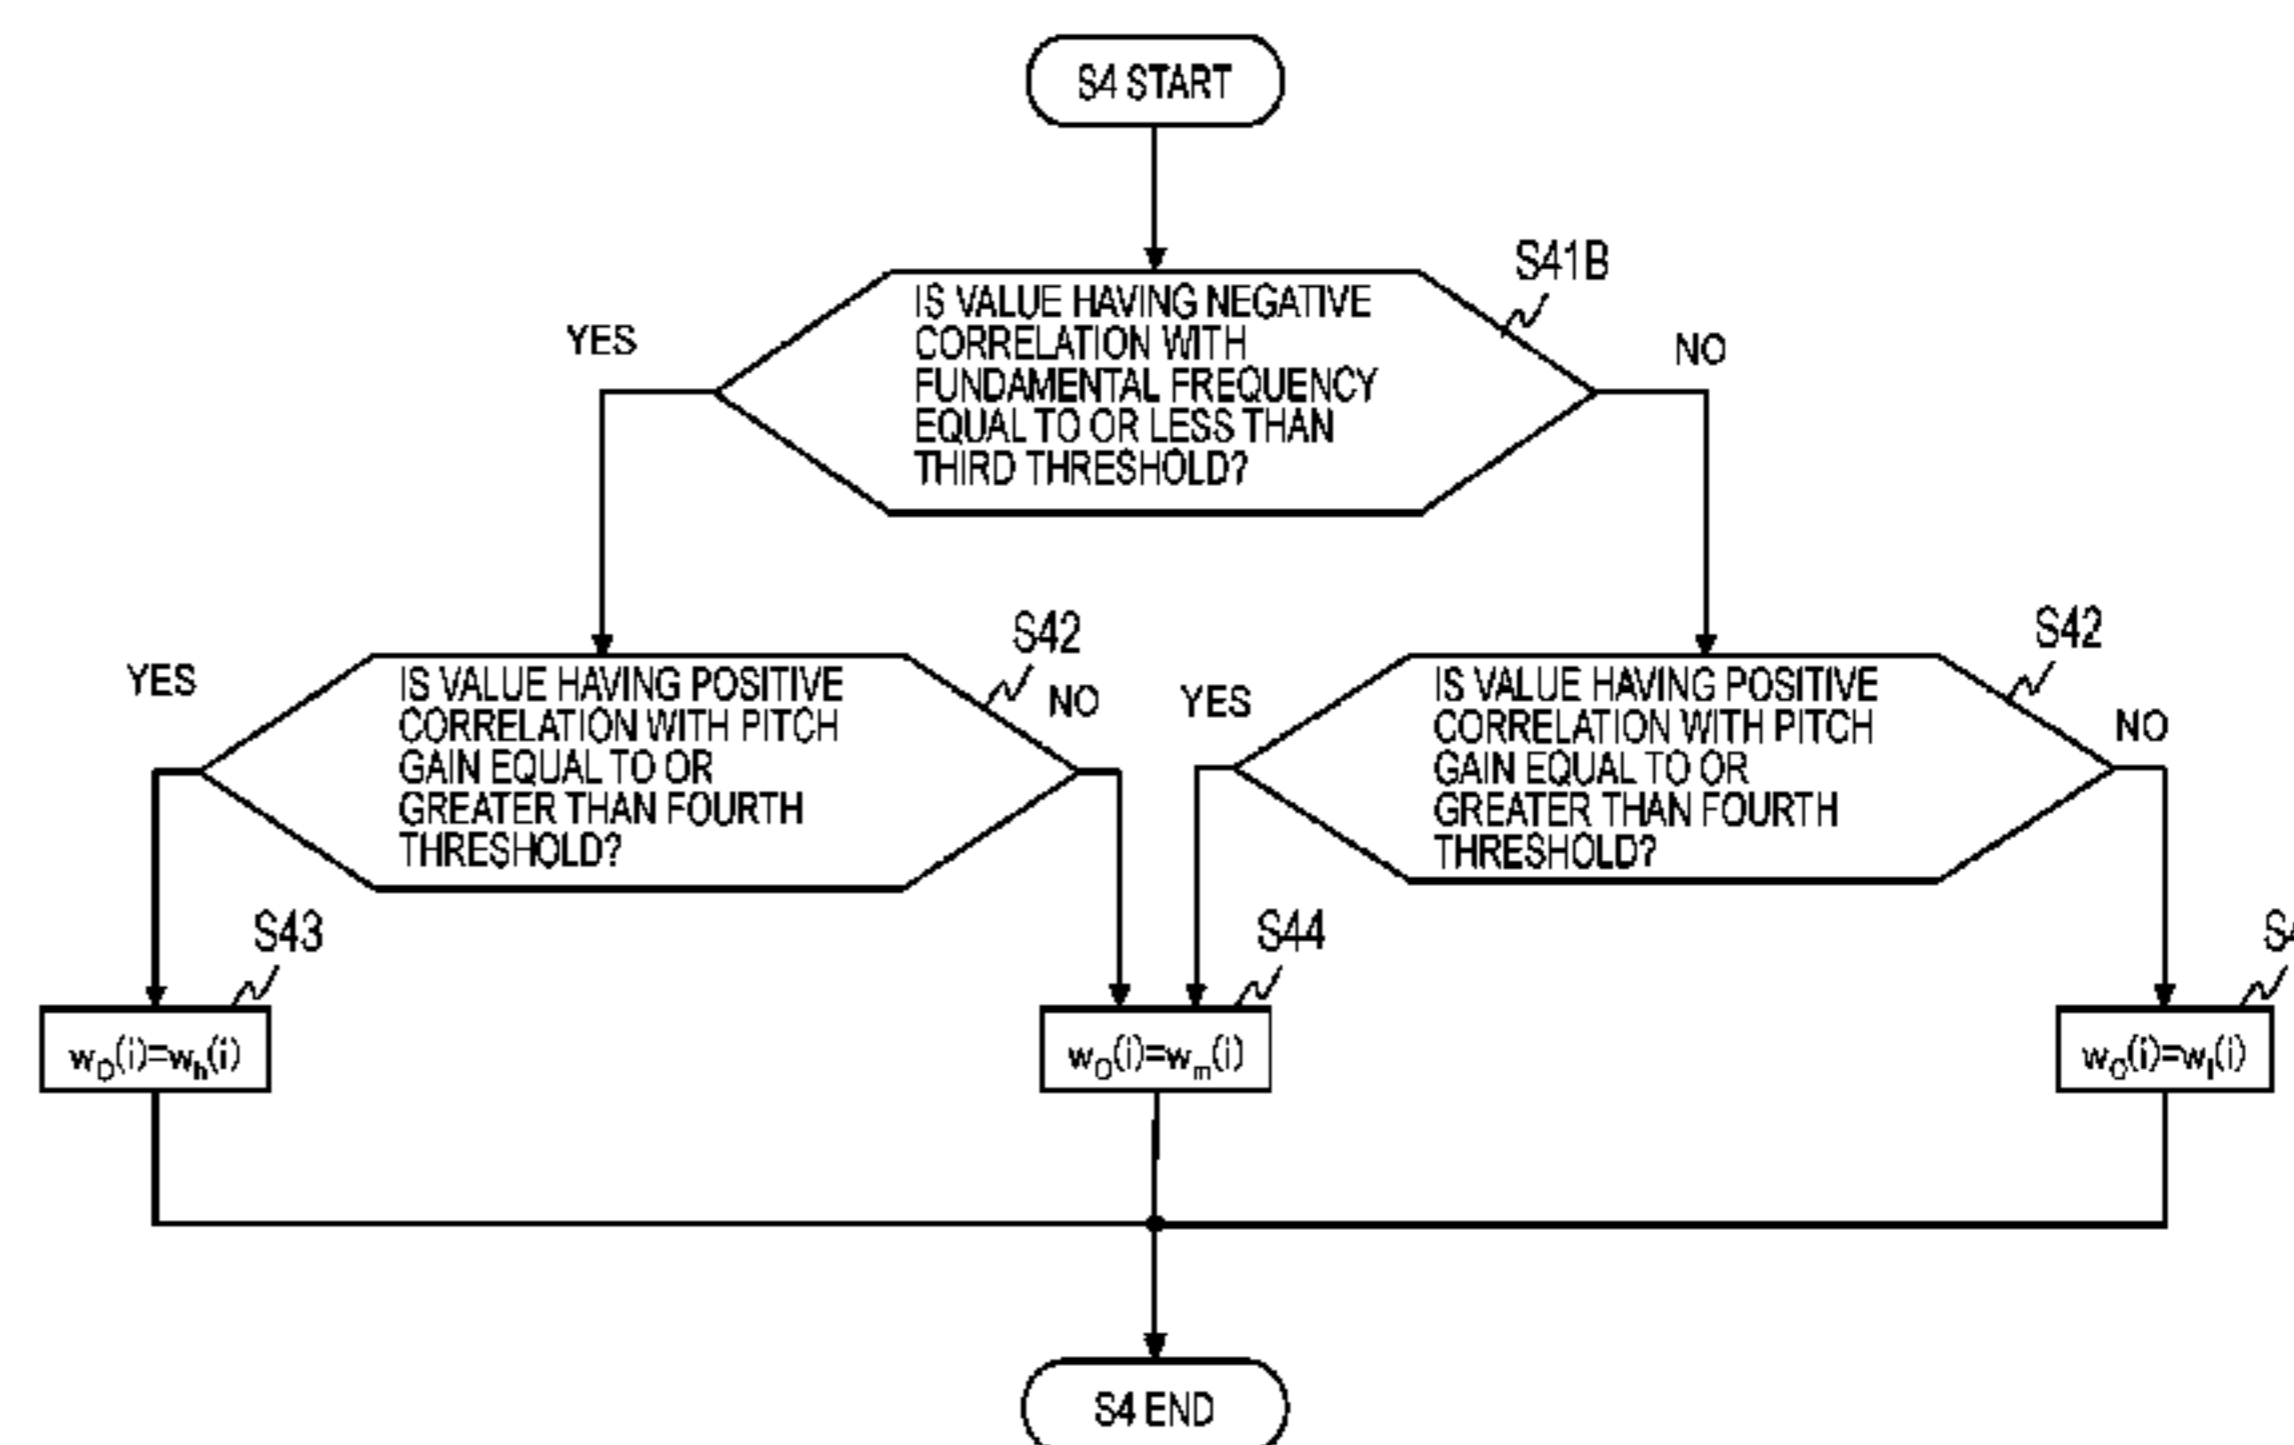 S4 START
S41B
IS VALUE HAVING NEGATIVE
CORRELATION WITH
FUNDAMENTAL FREQUENCY
EQUAL TO OR LESS THAN
THIRD THRESHOLD?
YES
NO
S42
YES
IS VALUE HAVING POSITIVE
CORRELATION WITH PITCH
GAIN EQUAL TO OR
GREATER THAN FOURTH
THRESHOLD?
NO
S42
YES
IS VALUE HAVING POSITIVE
CORRELATION WITH PITCH
GAIN EQUAL TO OR
GREATER THAN FOURTH
THRESHOLD?
NO
S43
wO(i)=wh(i)
S44
wO(i)=wm(i)
wO(i)=wl(i)
S4 END